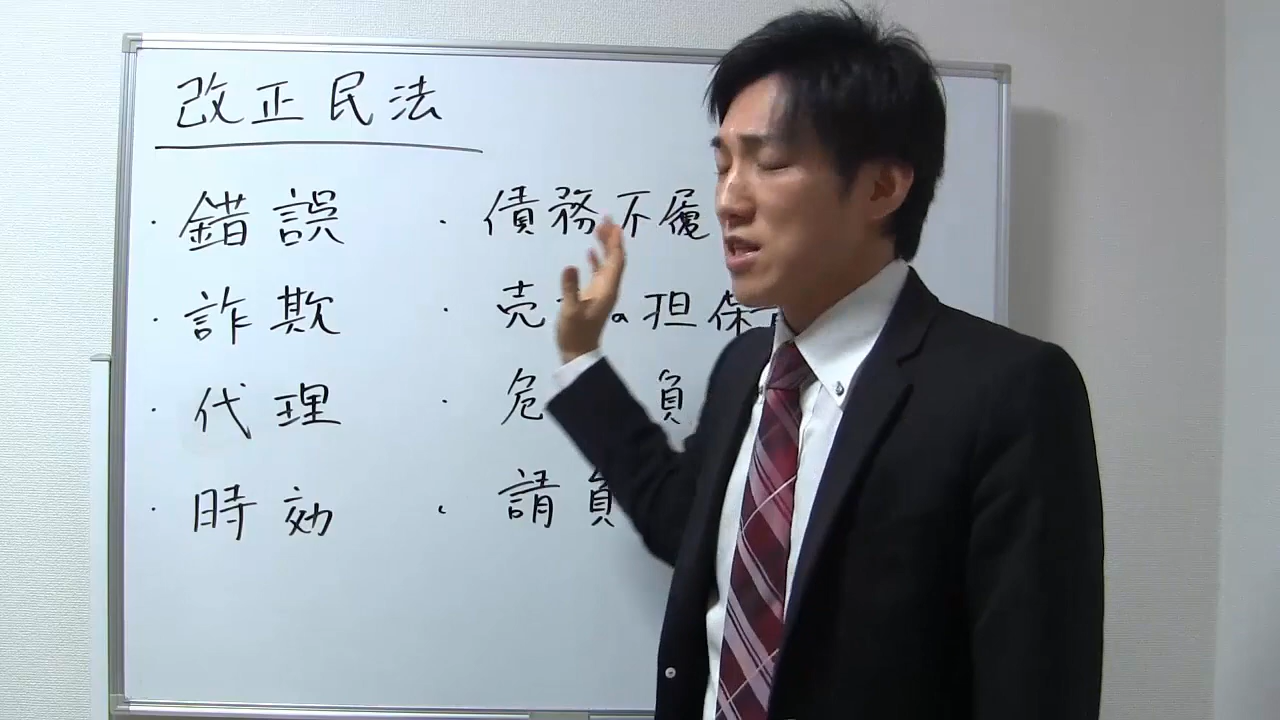 改正民法
・錯誤
・詐欺
・代理
・時効
・債務不履
・売 の担保
・危 負
・請負